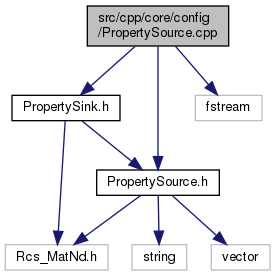 src/cpp/core/config
/PropertySource.cpp
PropertySink.h
fstream
PropertySource.h
Rcs_MatNd.h
string
vector